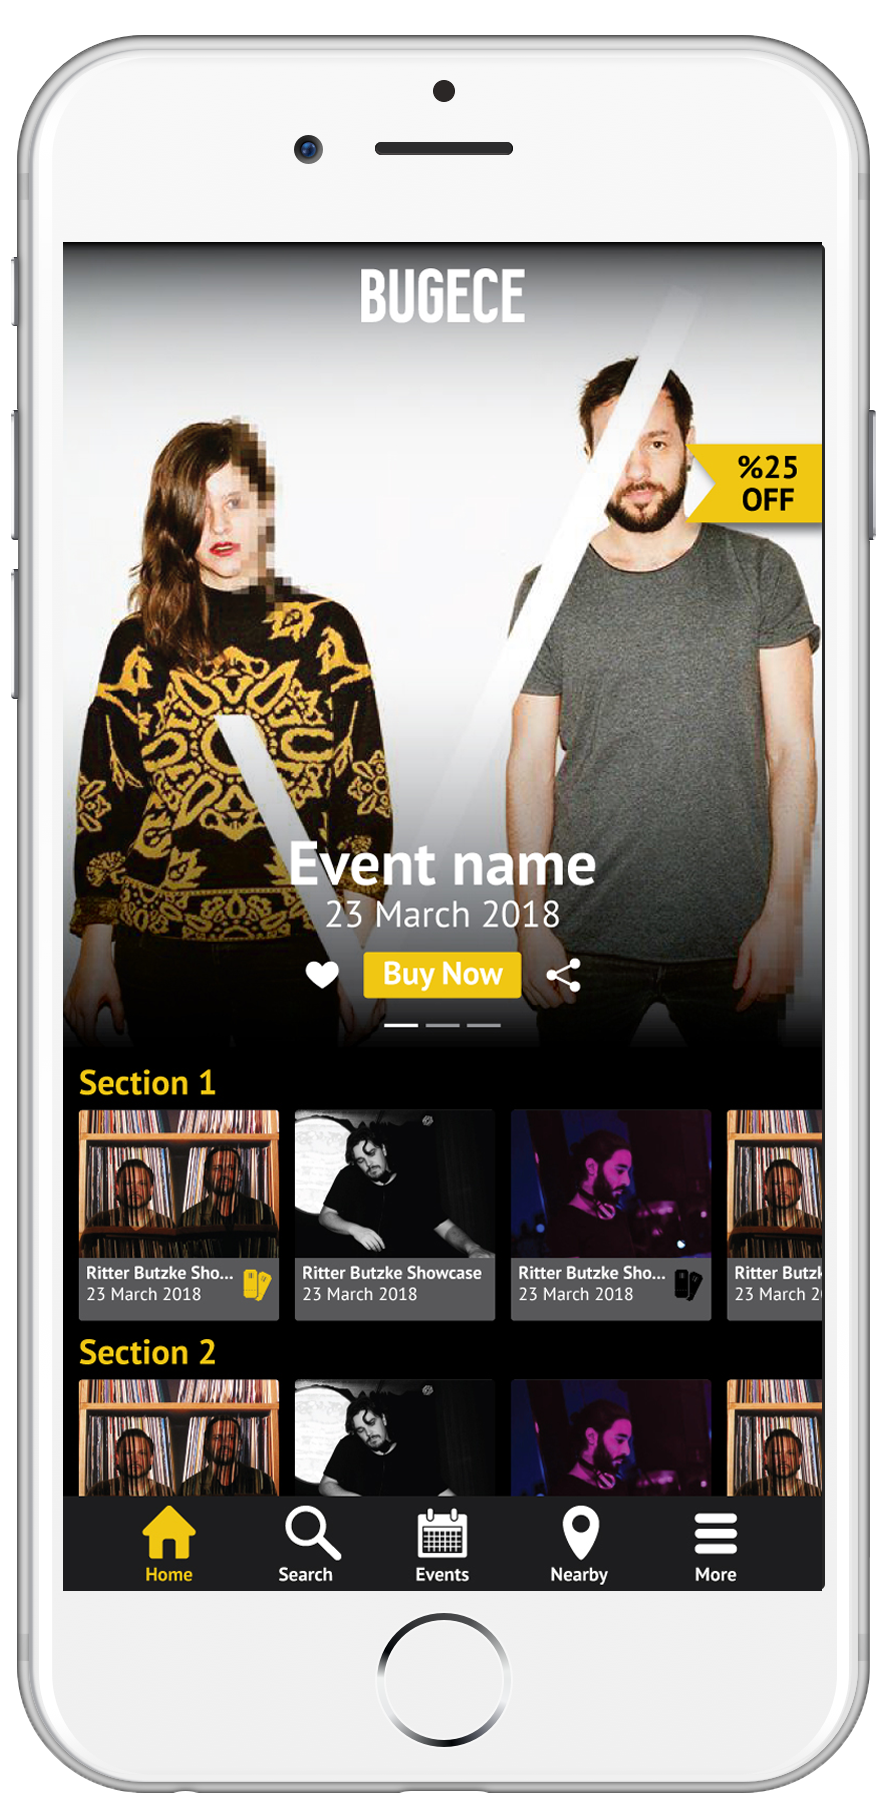 BUGECE
%25
OFF
Event name
23 March 2018
Buy Now
Section 1
Ritter Butzke Sho...
23 March 2018
Ritter Butzke Showcase
23 March 2018
Ritter Butzke Sho...
23 March 2018
Ritter Butzk
23 March 2
Section 2
Home
Search
Events
Nearby
More